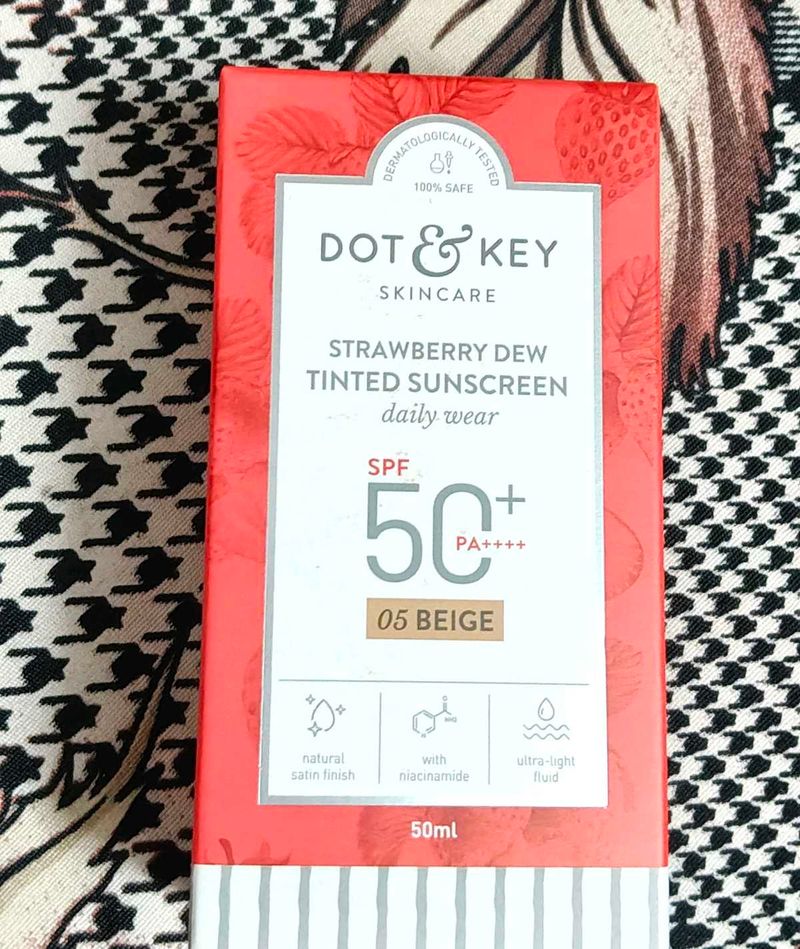 DERMATOLOGICALLY TESTED
100% SAFE
DOT & KEY
SKINCARE
STRAWBERRY DEW
TINTED SUNSCREEN
daily wear
SPF
50+
PA++++
05 BEIGE
natural
satin finish
with
niacinamide
ultra-light
fluid
50ml